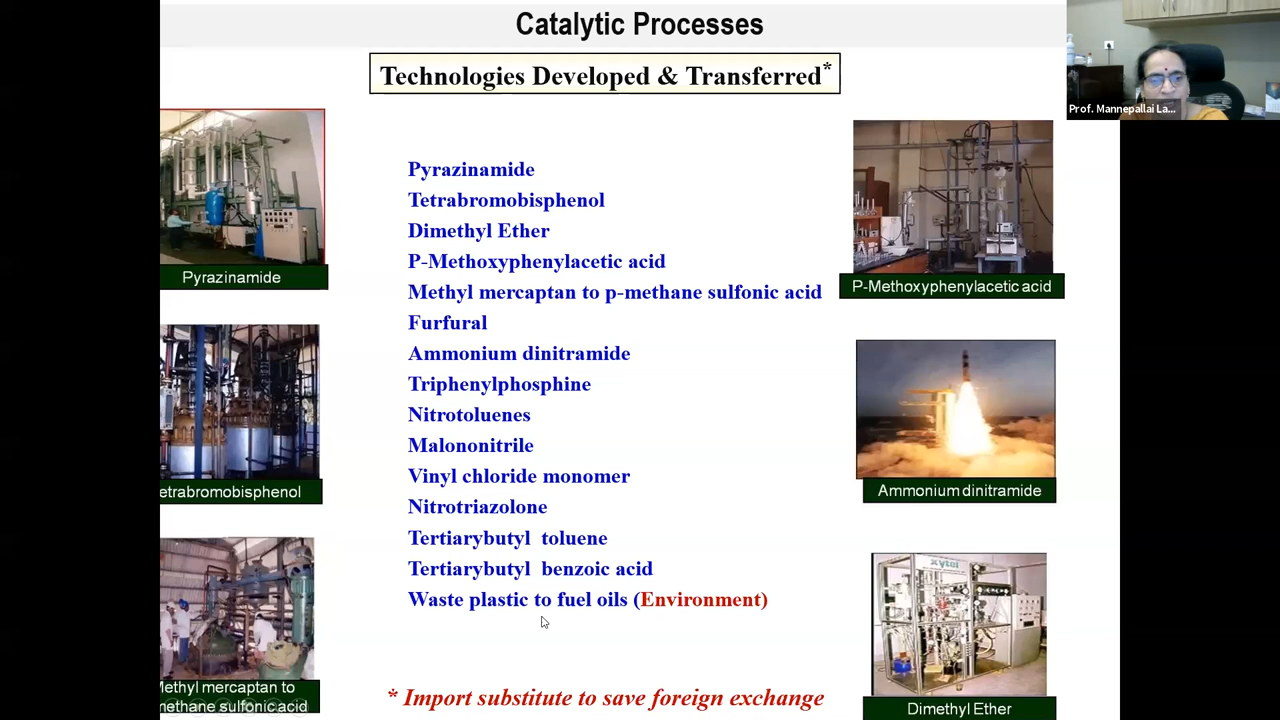 Catalytic Processes
Technologies Developed & Transferred*
Prof. Mannepallai La...
Pyrazinamide
Tetrabromobisphenol
Dimethyl Ether
P-Methoxyphenylacetic acid
Methyl mercaptan to p-methane sulfonic acid
Furfural
Ammonium dinitramide
Triphenylphosphine
Nitrotoluenes
Malononitrile
Vinyl chloride monomer
Nitrotriazolone
Tertiarybutyl toluene
Tertiarybutyl benzoic acid
Waste plastic to fuel oils (Environment)
* Import substitute to save foreign exchange
Pyrazinamide
etrabromobisphenol
Methyl mercaptan to
methane sulfonic acid
P-Methoxyphenylacetic acid
Ammonium dinitramide
xytel
Dimethyl Ether